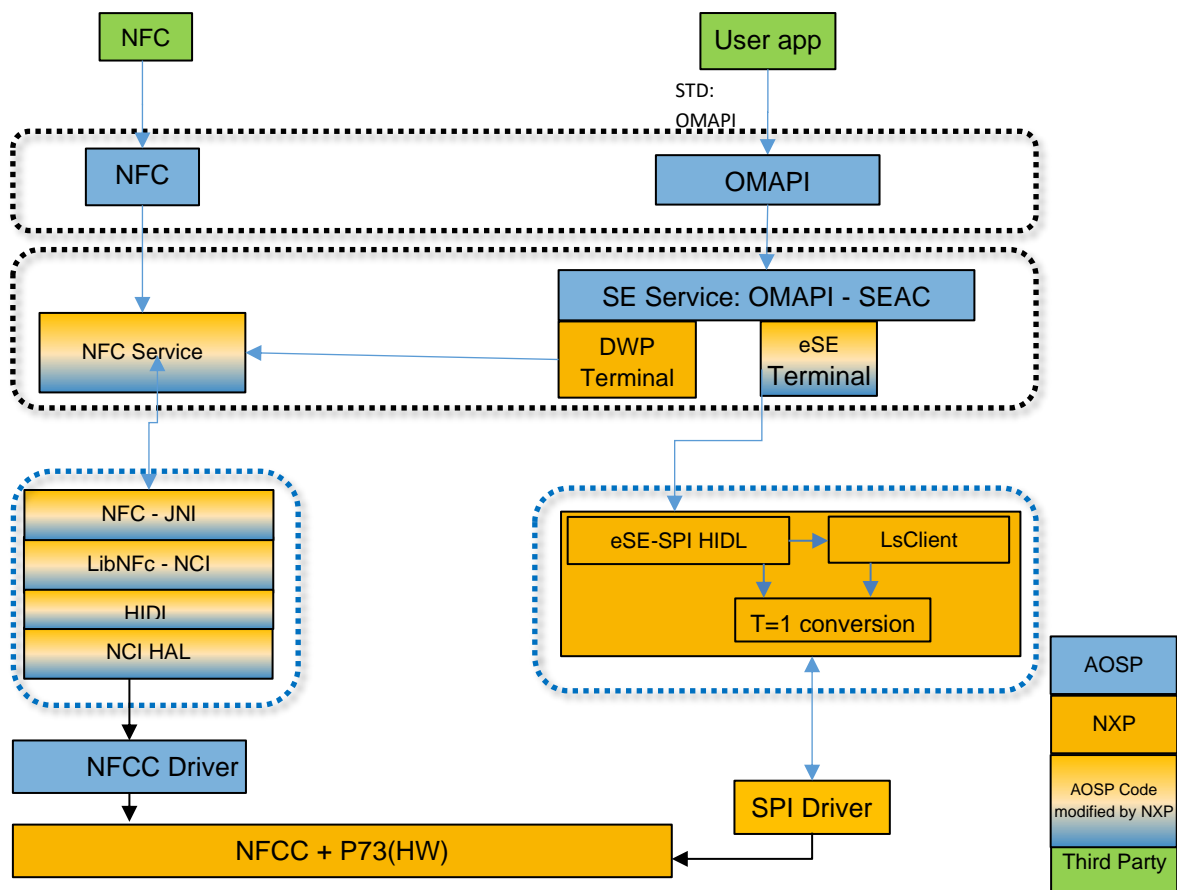 NFC
User app
STD:
OMAPI
NFC
OMAPI
SE Service: OMAPI - SEAC
NFC Service
DWP
Terminal
eSE
Terminal
NFC - JNI
LibNFc - NCI
HIDL
NCI HAL
eSE-SPI HIDL
LsClient
T=1 conversion
NFCC Driver
SPI Driver
NFCC + P73(HW)
AOSP
NXP
AOSP Code
modified by NXP
Third Party